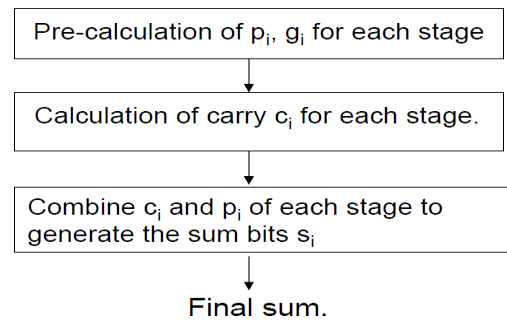 Pre-calculation of pi, gi for each stage
Calculation of carry ci for each stage.
Combine ci and pi of each stage to
generate the sum bits si
Final sum.